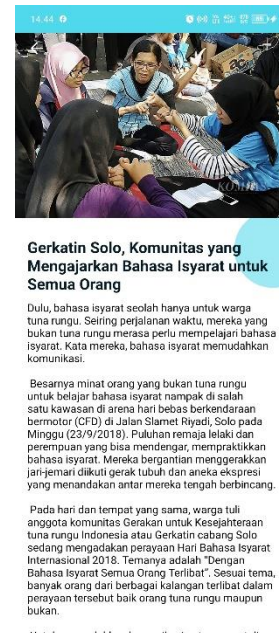 14.44
KOMPAS
Gerkatin Solo, Komunitas yang
Mengajarkan Bahasa Isyarat untuk
Semua Orang
Dulu, bahasa isyarat seolah hanya untuk warga
tuna rungu. Seiring perjalanan waktu, mereka yang
bukan tuna rungu merasa perlu mempelajari bahasa
isyarat. Kata mereka, bahasa isyarat memudahkan
komunikasi.
Besarnya minat orang yang bukan tuna rungu
untuk belajar bahasa isyarat nampak di salah
satu kawasan di arena hari bebas berkendaraan
bermotor (CFD) di Jalan Slamet Riyadi, Solo pada
Minggu (23/9/2018). Puluhan remaja lelaki dan
perempuan yang bisa mendengar, mempraktikkan
bahasa isyarat. Mereka bergantian menggerakkan
jari-jemari diikuti gerak tubuh dan aneka ekspresi
yang menandakan antar mereka tengah berbincang.
Pada hari dan tempat yang sama, warga tuli
anggota komunitas Gerakan untuk Kesejahteraan
tuna rungu Indonesia atau Gerkatin cabang Solo
sedang mengadakan perayaan Hari Bahasa Isyarat
Internasional 2018. Temanya adalah "Dengan
Bahasa Isyarat Semua Orang Terlibat". Sesuai tema,
banyak orang dari berbagai kalangan terlibat dalam
perayaan tersebut baik orang tuna rungu maupun
bukan.